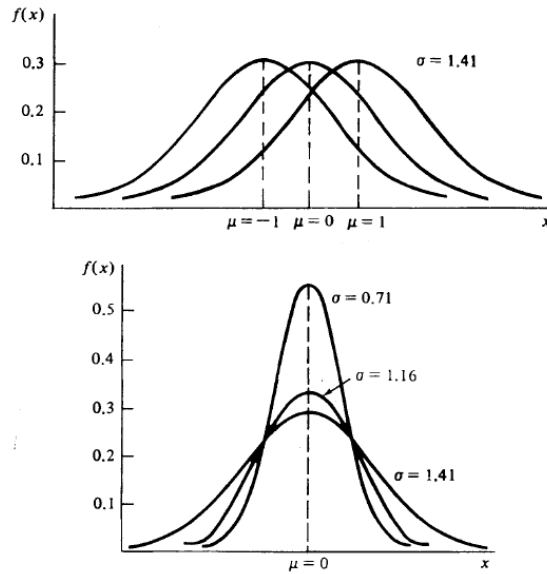 f(x)
σ = 1.41
0.3
0.2
0.1
μ = −1 μ = 0 μ = 1 x
f(x)
0.5
σ = 0.71
0.4
σ = 1.16
0.3
0.2
σ = 1.41
0.1
μ = 0 x